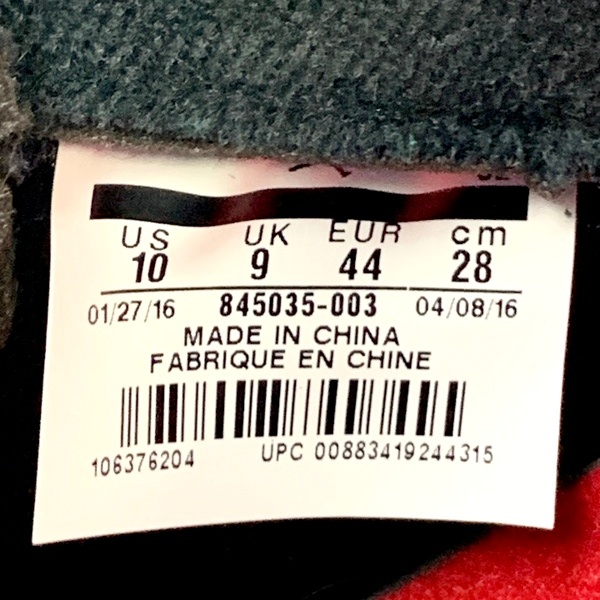 US UK EUR cm
10 9 44 28
01/27/16 845035-003 04/08/16
MADE IN CHINA
FABRIQUE EN CHINE
106376204 UPC 00883419244315